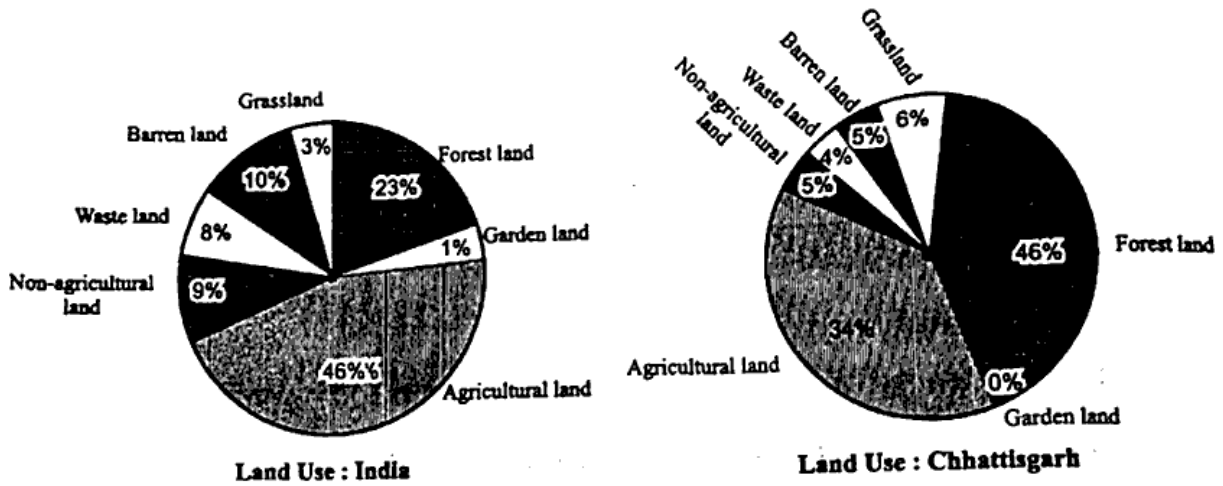 Grassland
Barren land
3%
Forest land
10%
23%
Waste land
8%
1%
Garden land
Non-agricultural
land
9%
46%%
Agricultural land
Land Use : India
Grassland
Barren land
Waste land
Non-agricultural
land
6%
5%
4%
5%
46%
Forest land
34%
Agricultural land
0%
Garden land
Land Use : Chhattisgarh